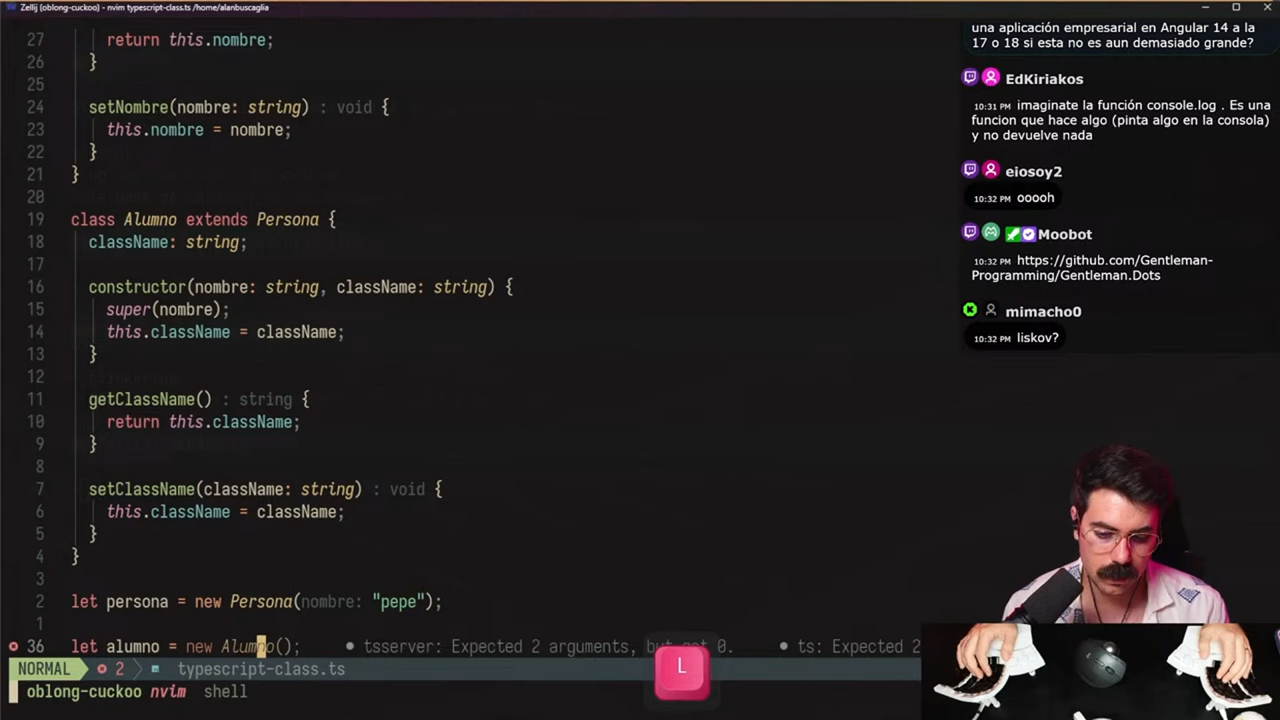 Zellij (oblong-cuckoo) - nvim typescript-class.ts /home/alanbuscaglia
27 return this.nombre;
26 }
25
24 setNombre(nombre: string) : void {
23 this.nombre = nombre;
22 }
21 }
20
19 class Alumno extends Persona {
18 className: string;
17
16 constructor(nombre: string, className: string) {
15 super(nombre);
14 this.className = className;
13 }
12
11 getClassName() : string {
10 return this.className;
9 }
8
7 setClassName(className: string) : void {
6 this.className = className;
5 }
4 }
3
2 let persona = new Persona(nombre: "pepe");
1
36 let alumno = new Alumno(); tsserver: Expected 2 arguments, but got 0. ts: Expected 2
NORMAL 2 typescript-class.ts
oblong-cuckoo nvim shell
L
una aplicación empresarial en Angular 14 a la
17 o 18 si esta no es aun demasiado grande?
EdKiriakos
10:31 PM imaginate la función console.log . Es una
funcion que hace algo (pinta algo en la consola)
y no devuelve nada
eiosoy2
10:32 PM ooooh
Moobot
10:32 PM https://github.com/Gentleman-
Programming/Gentleman.Dots
mimacho0
10:32 PM liskov?